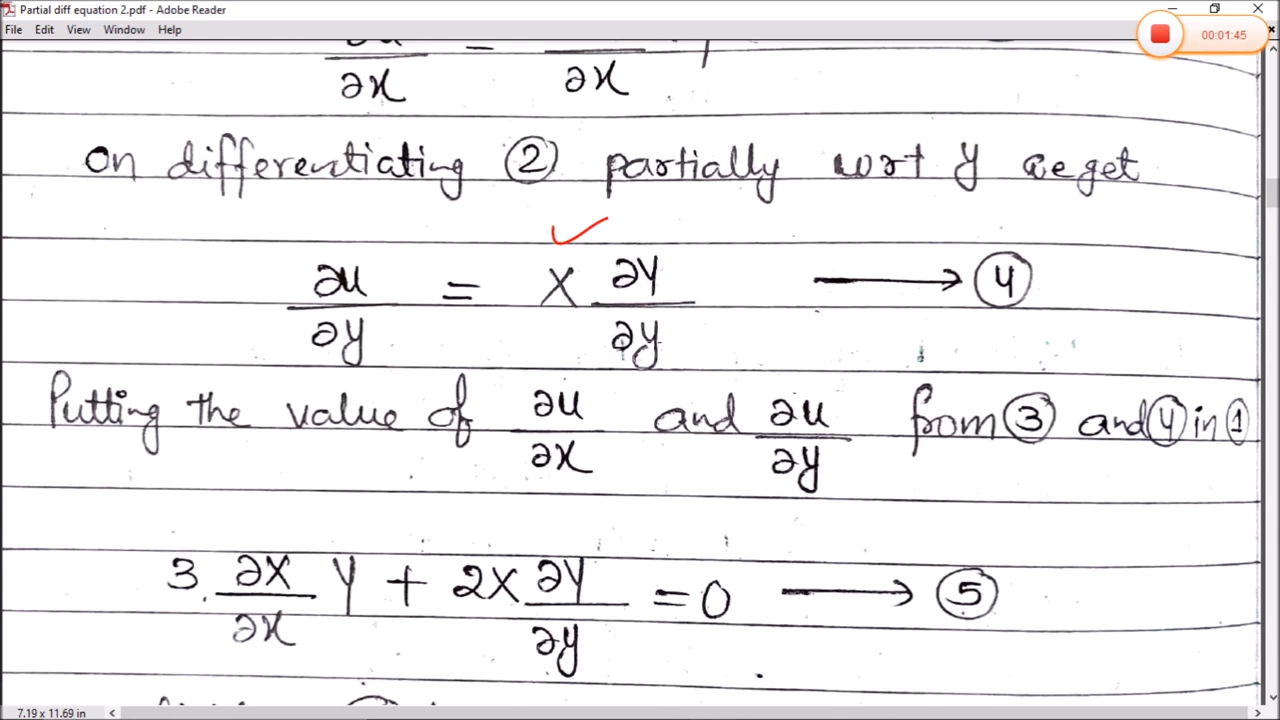 Partial diff equation 2.pdf - Adobe Reader
File Edit View Window Help
00:01:45
∂x ∂x
on differentiating ② partially wrt y we get
∂u/∂y = X ∂Y/∂y → ④
Putting the value of ∂u/∂x and ∂u/∂y from ③ and ④ in ①
3. ∂X/∂x Y + 2X ∂Y/∂y = 0 → ⑤
7.19 x 11.69 in